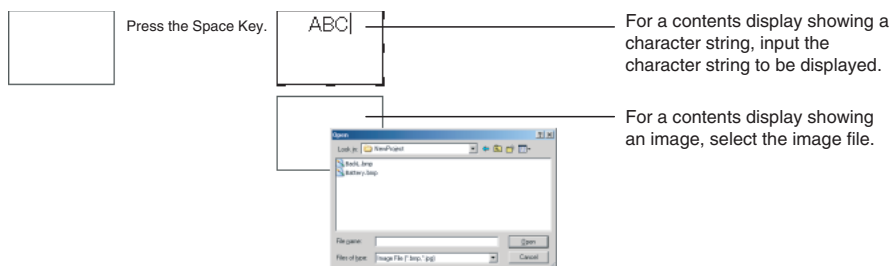 Press the Space Key.
ABC
For a contents display showing a
character string, input the
character string to be displayed.
For a contents display showing
an image, select the image file.
Open
Look in: NewProject
Back1.bmp
Battery.bmp
File name:
Open
Files of type: Image File (*.bmp,*.jpg)
Cancel